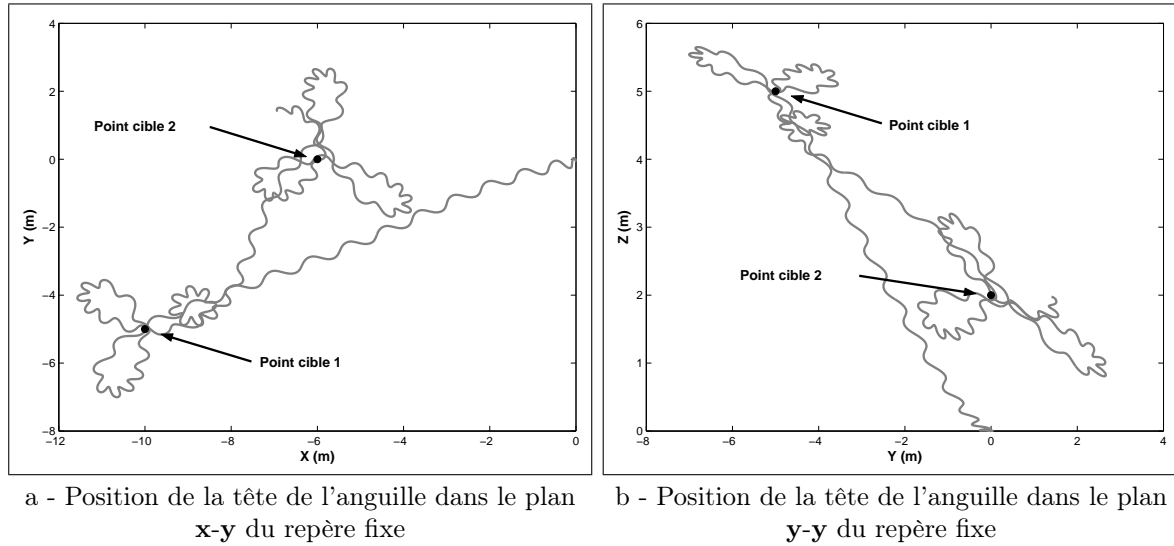 4
2
0
−2
−4
−6
−8
−12
−10
−8
−6
−4
−2
0
Y (m)
X (m)
Point cible 2
Point cible 1
6
5
4
3
2
1
0
−8
−6
−4
−2
0
2
4
Z (m)
Y (m)
Point cible 1
Point cible 2
a - Position de la tête de l'anguille dans le plan
x-y du repère fixe
b - Position de la tête de l'anguille dans le plan
y-y du repère fixe